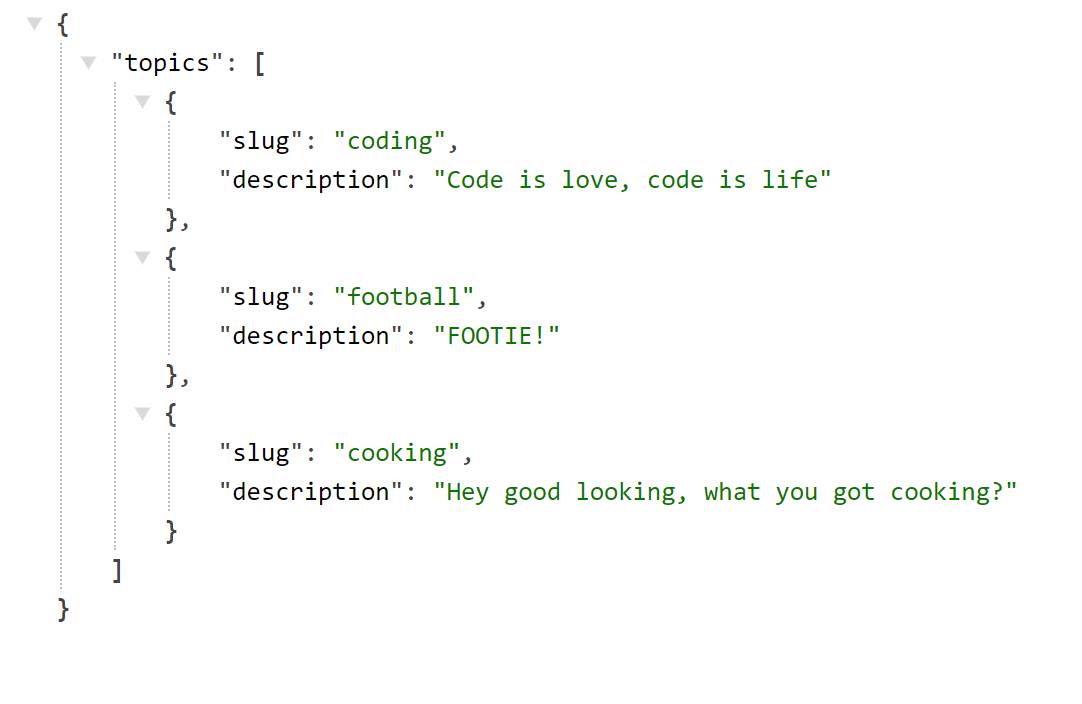 {
"topics": [
{
"slug": "coding",
"description": "Code is love, code is life"
},
{
"slug": "football",
"description": "FOOTIE!"
},
{
"slug": "cooking",
"description": "Hey good looking, what you got cooking?"
}
]
}